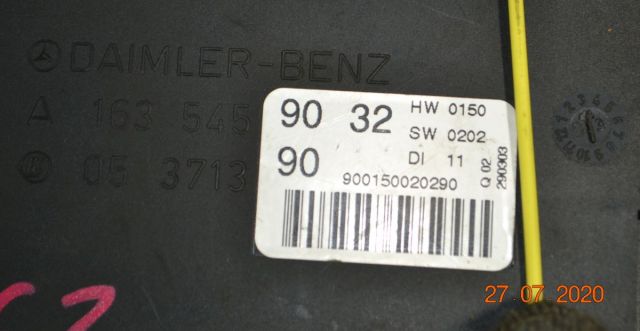 DAIMLER-BENZ
A 163 545 90 32
05 3713 90
HW 0150
SW 0202
DI 11
900150020290
Q 02
290303
27 07 2020